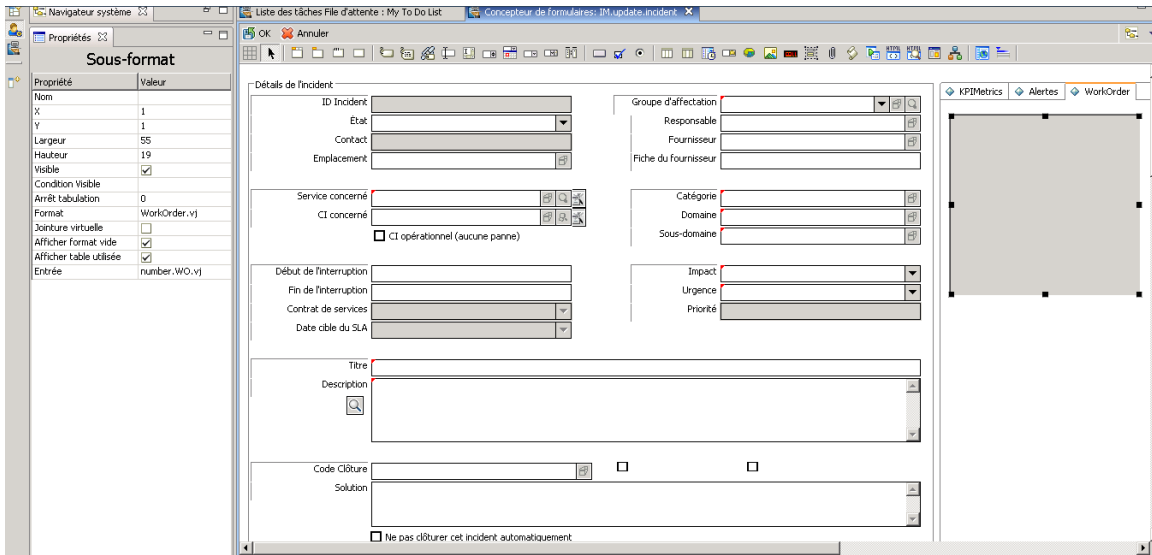 Navigateur système
Liste des tâches File d'attente : My To Do List
Concepteur de formulaires: IM.update.incident
Propriétés
OK
Annuler
Sous-format
Propriété Valeur
Nom
X 1
Y 1
Largeur 55
Hauteur 19
Visible
Condition Visible
Arrêt tabulation 0
Format WorkOrder.vj
Jointure virtuelle
Afficher format vide
Afficher table utilisée
Entrée number.WO.vj
Détails de l'incident
ID Incident
État
Contact
Emplacement
Groupe d'affectation
Responsable
Fournisseur
Fiche du fournisseur
Service concerné
CI concerné
CI opérationnel (aucune panne)
Catégorie
Domaine
Sous-domaine
Début de l'interruption
Fin de l'interruption
Contrat de services
Date cible du SLA
Impact
Urgence
Priorité
Titre
Description
Code Clôture
Solution
Ne pas clôturer cet incident automatiquement
KPIMetrics
Alertes
WorkOrder